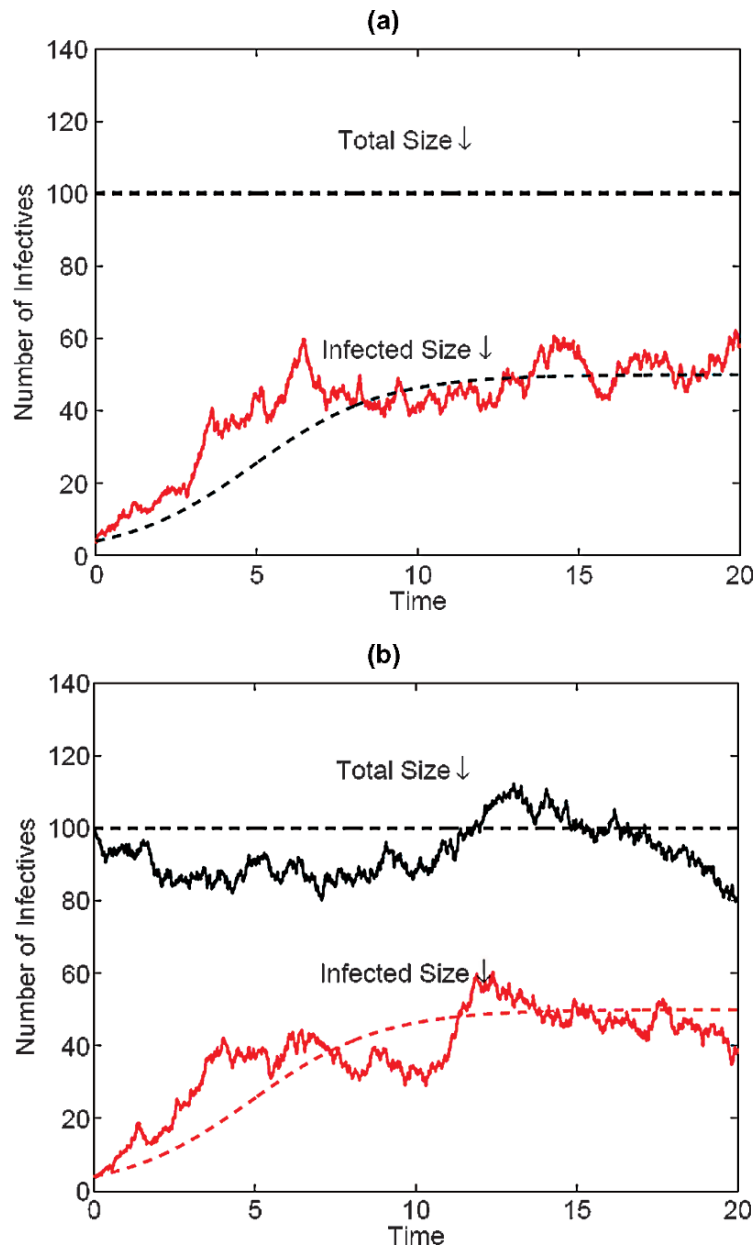 (a)
140
120
Total Size ↓
100
80
60
Infected Size ↓
40
20
0
Number of Infectives
0 5 10 15 20
Time
(b)
140
120
Total Size ↓
100
80
60
Infected Size ↓
40
20
0
Number of Infectives
0 5 10 15 20
Time